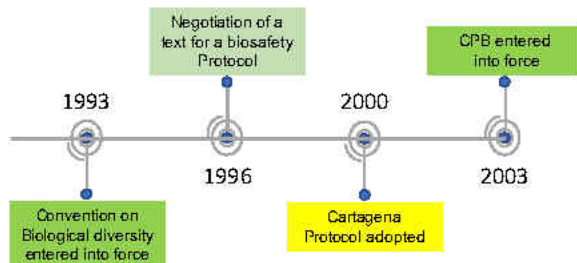 Negotiation of a
text for a biosafety
Protocol
CPB entered
into force
1993
2000
1996
2003
Convention on
Biological diversity
entered into force
Cartagena
Protocol adopted